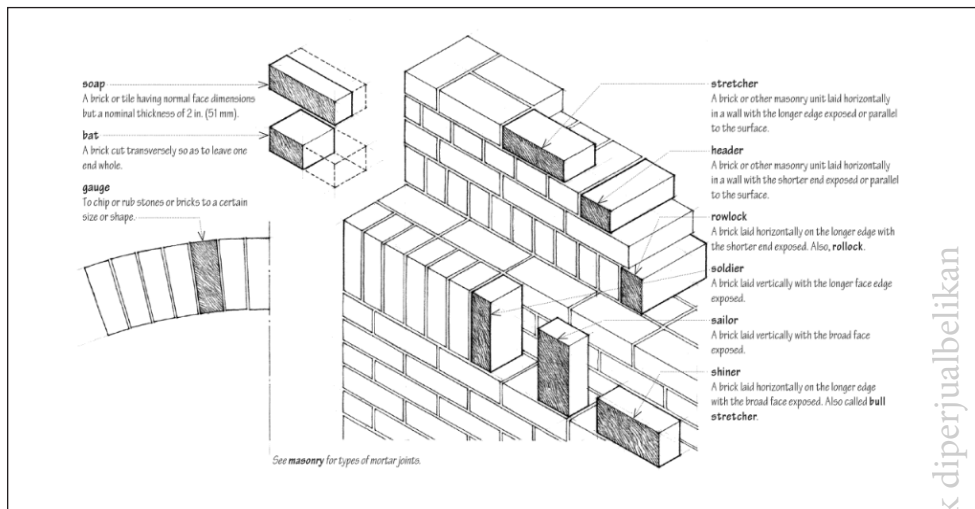 soap
A brick or tile having normal face dimensions
but a nominal thickness of 2 in. (51 mm).
bat
A brick cut transversely so as to leave one
end whole.
gauge
To chip or rub stones or bricks to a certain
size or shape.
stretcher
A brick or other masonry unit laid horizontally
in a wall with the longer edge exposed or parallel
to the surface.
header
A brick or other masonry unit laid horizontally
in a wall with the shorter end exposed or parallel
to the surface.
rowlock
A brick laid horizontally on the longer edge with
the shorter end exposed. Also, rollock.
soldier
A brick laid vertically with the longer face edge
exposed.
sailor
A brick laid vertically with the broad face
exposed.
shiner
A brick laid horizontally on the longer edge
with the broad face exposed. Also called bull
stretcher.
See masonry for types of mortar joints.
k diperjualbelikan